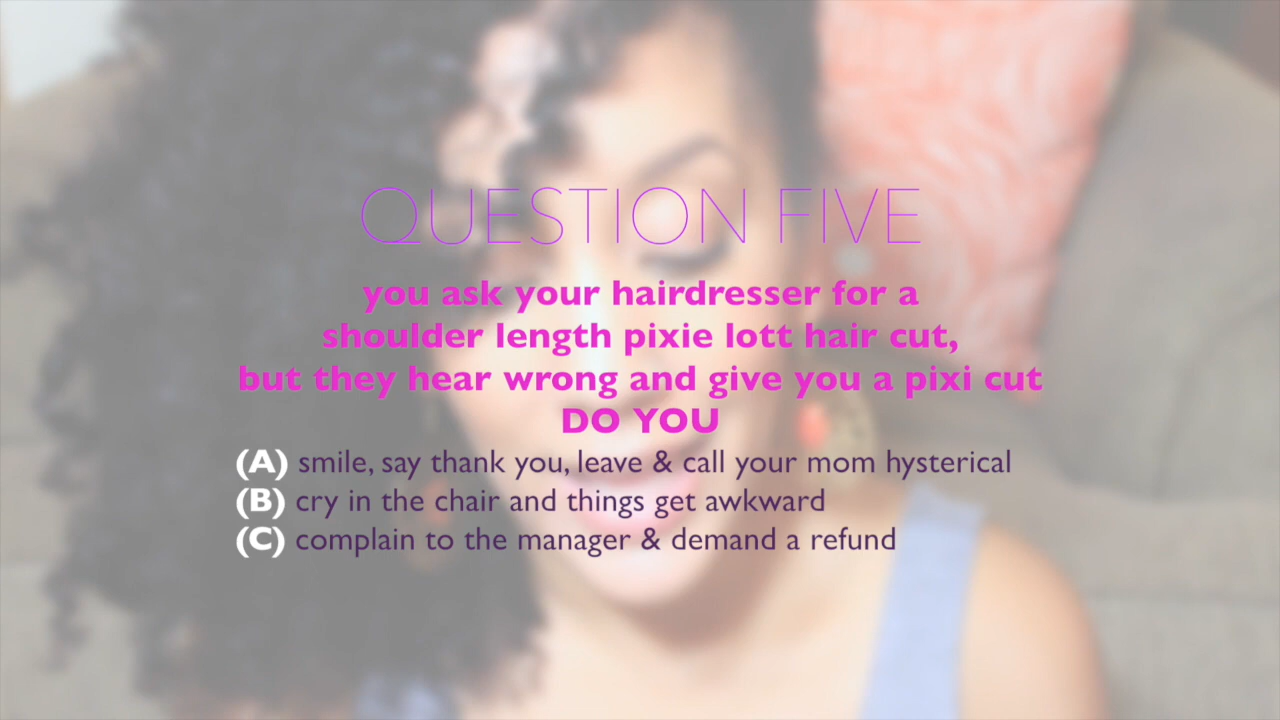 QUESTION FIVE
you ask your hairdresser for a
shoulder length pixie lott hair cut,
but they hear wrong and give you a pixi cut
DO YOU
(A) smile, say thank you, leave & call your mom hysterical
(B) cry in the chair and things get awkward
(C) complain to the manager & demand a refund